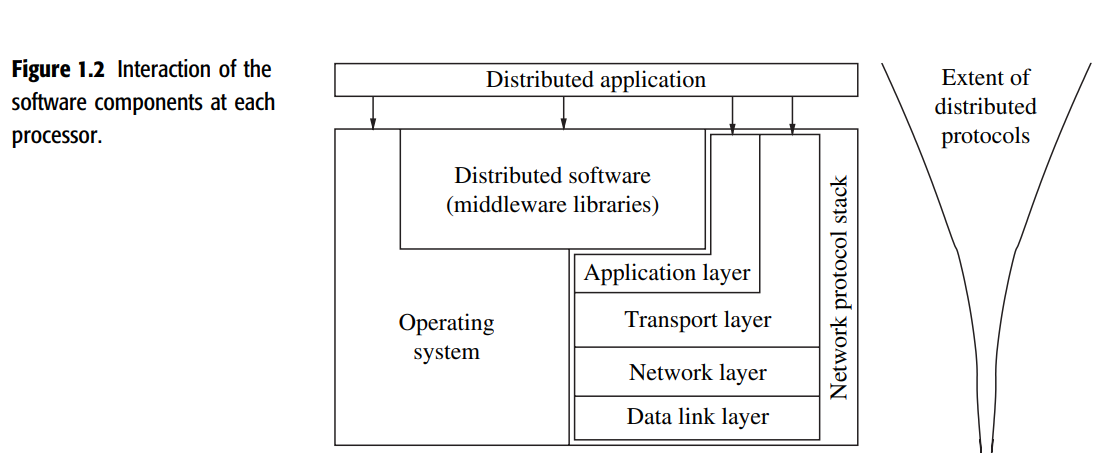 Figure 1.2 Interaction of the
software components at each
processor.
Distributed application
Extent of
distributed
protocols
Distributed software
(middleware libraries)
Network protocol stack
Application layer
Operating
system
Transport layer
Network layer
Data link layer